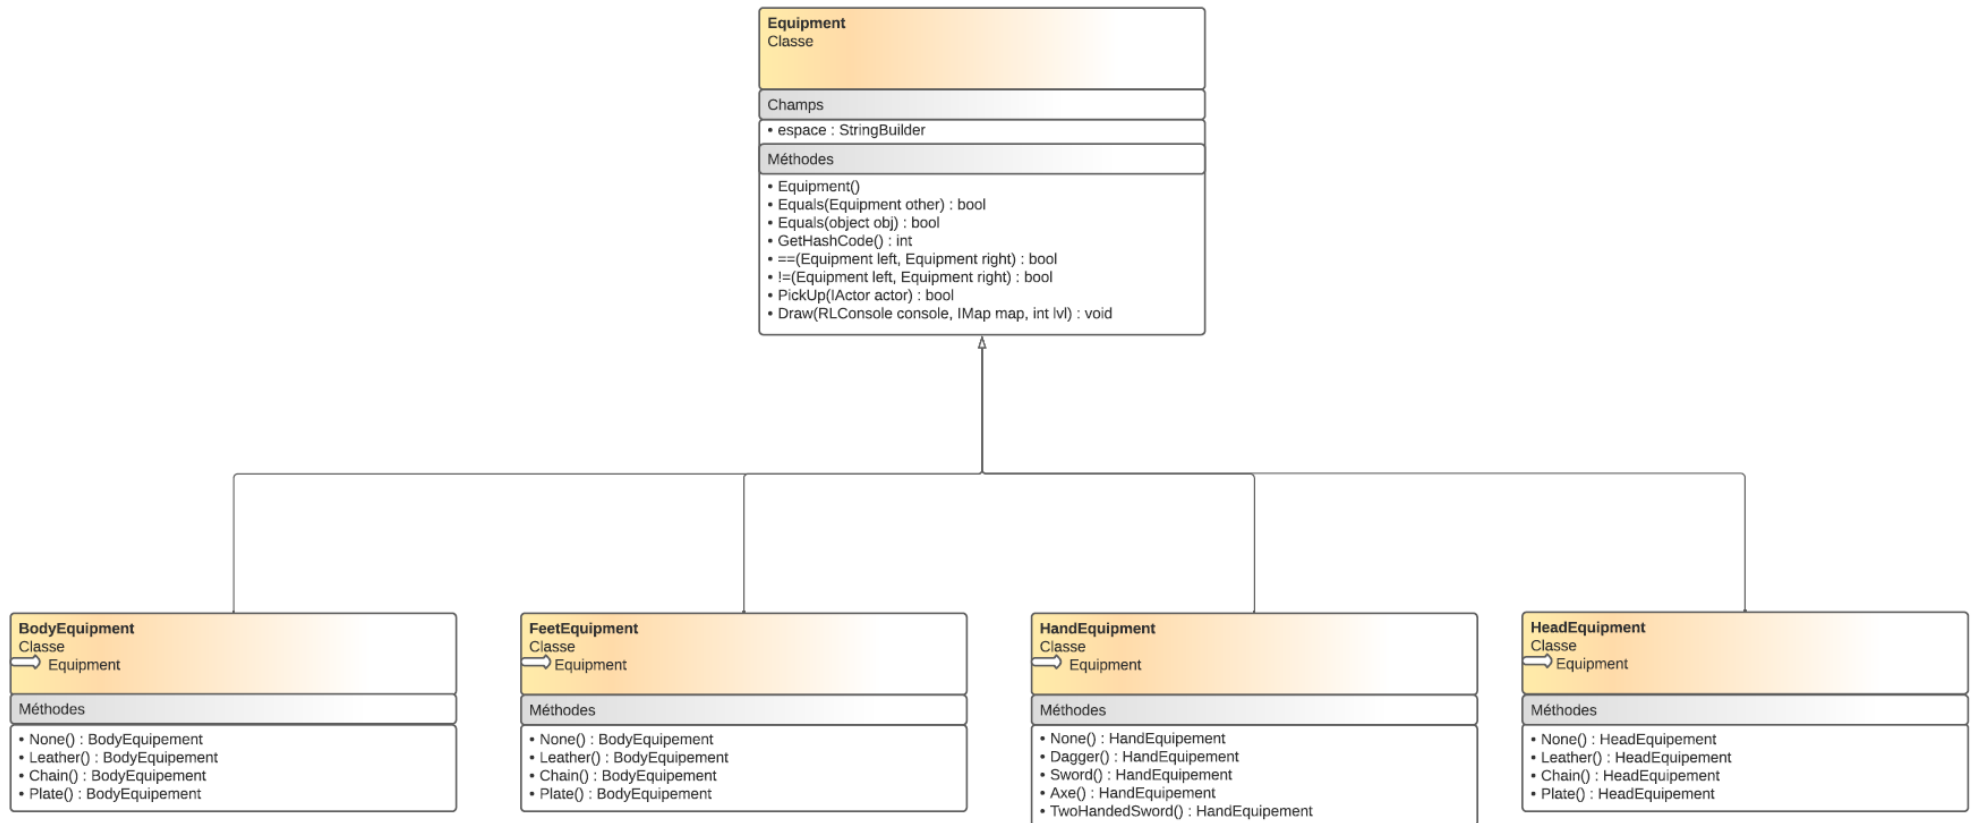 Equipment
Classe
Champs
• espace : StringBuilder
Méthodes
• Equipment()
• Equals(Equipment other) : bool
• Equals(object obj) : bool
• GetHashCode() : int
• ==(Equipment left, Equipment right) : bool
• !=(Equipment left, Equipment right) : bool
• PickUp(IActor actor) : bool
• Draw(RLConsole console, IMap map, int lvl) : void
BodyEquipment
Classe
Equipment
Méthodes
• None() : BodyEquipement
• Leather() : BodyEquipement
• Chain() : BodyEquipement
• Plate() : BodyEquipement
FeetEquipment
Classe
Equipment
Méthodes
• None() : BodyEquipement
• Leather() : BodyEquipement
• Chain() : BodyEquipement
• Plate() : BodyEquipement
HandEquipment
Classe
Equipment
Méthodes
• None() : HandEquipement
• Dagger() : HandEquipement
• Sword() : HandEquipement
• Axe() : HandEquipement
• TwoHandedSword() : HandEquipement
HeadEquipment
Classe
Equipment
Méthodes
• None() : HeadEquipement
• Leather() : HeadEquipement
• Chain() : HeadEquipement
• Plate() : HeadEquipement